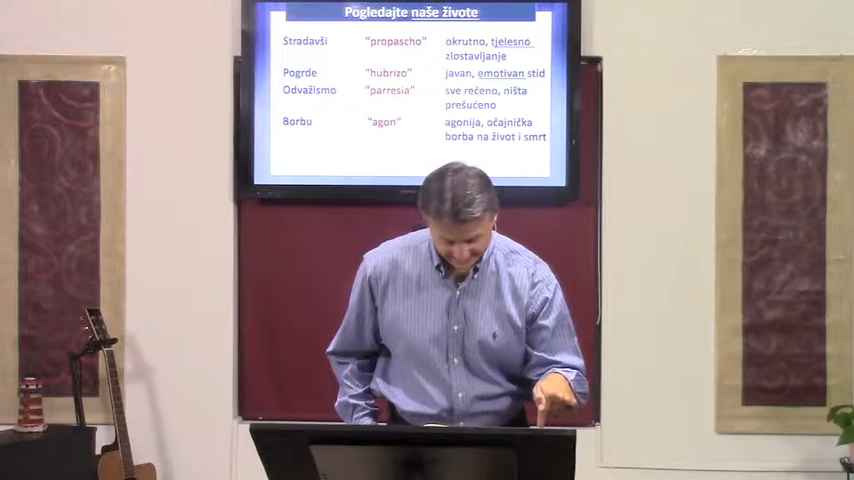 Pogledajte naše živote
Stradavši "propascho" okrutno, tjelesno
zlostavljanje
Pogrde "hubrizo" javan, emotivan stid
Odvažismo "parresia" sve rečeno, ništa
prešućeno
Borbu "agon" agonija, očajnička
borba na život i smrt